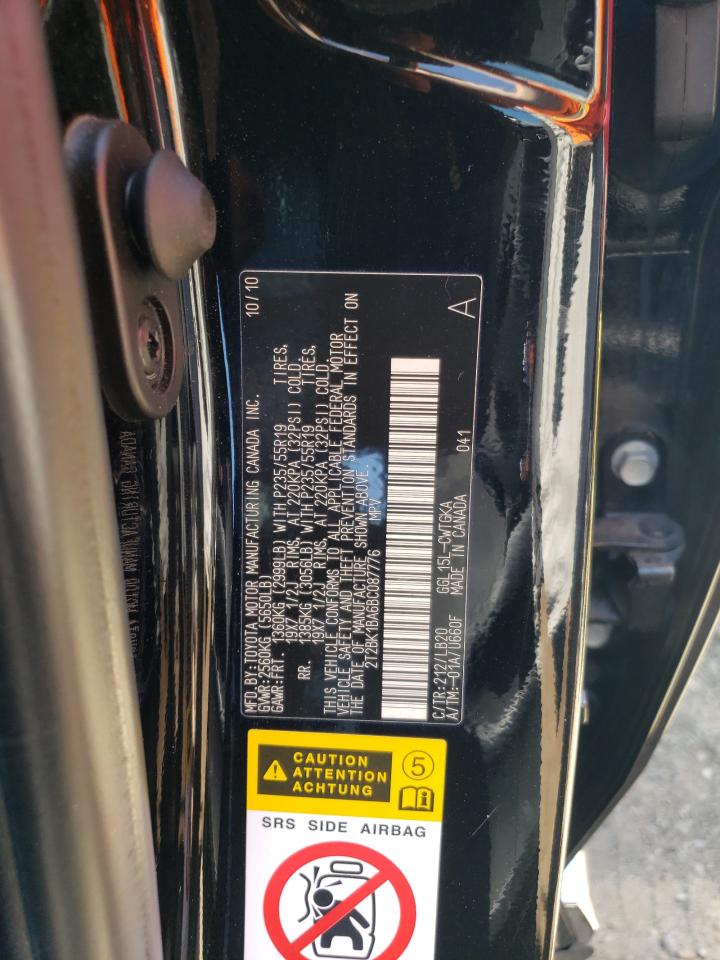 MFD.BY:TOYOTA MOTOR MANUFACTURING CANADA INC. 10/10
GVWR:2560KG (5650LB)
GAWR:FRT. 1360KG (2999LB) WITH P235/55R19 TIRES,
19X7 1/2J RIMS, AT 220KPA (32PSI) COLD
RR. 1385KG (3056LB) WITH P235/55R19 TIRES,
19X7 1/2J RIMS, AT 220KPA (32PSI) COLD
THIS VEHICLE CONFORMS TO ALL APPLICABLE FEDERAL MOTOR
VEHICLE SAFETY AND THEFT PREVENTION STANDARDS IN EFFECT ON
THE DATE OF MANUFACTURE SHOWN ABOVE.
2T2BK1BA6BC087776 MPV
C/TR:212/LB20 GGL15L-CWTGKA 041 A
A/TM:-01A/U660F MADE IN CANADA
CAUTION
ATTENTION
ACHTUNG
5
SRS SIDE AIRBAG